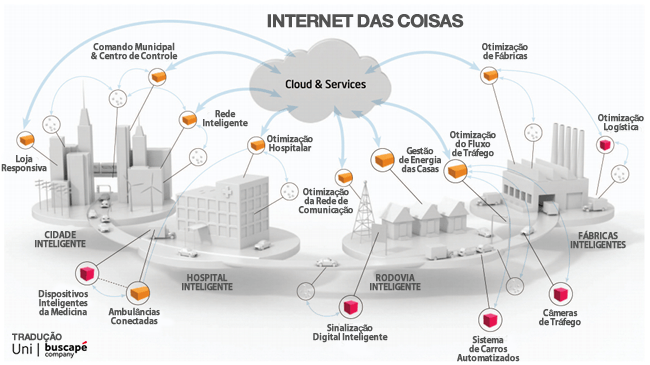 INTERNET DAS COISAS
Comando Municipal
& Centro de Controle
Cloud & Services
Otimização
de Fábricas
Rede
Inteligente
Otimização
Logística
Loja
Responsiva
Otimização
Hospitalar
Gestão
de Energia
das Casas
Otimização
do Fluxo
de Tráfego
Otimização
da Rede de
Comunicação
CIDADE
INTELIGENTE
HOSPITAL
INTELIGENTE
RODOVIA
INTELIGENTE
FÁBRICAS
INTELIGENTES
Dispositivos
Inteligentes
da Medicina
Ambulâncias
Conectadas
Sinalização
Digital Inteligente
Sistema
de Carros
Automatizados
Câmeras
de Tráfego
TRADUÇÃO
Uni | buscapé
company